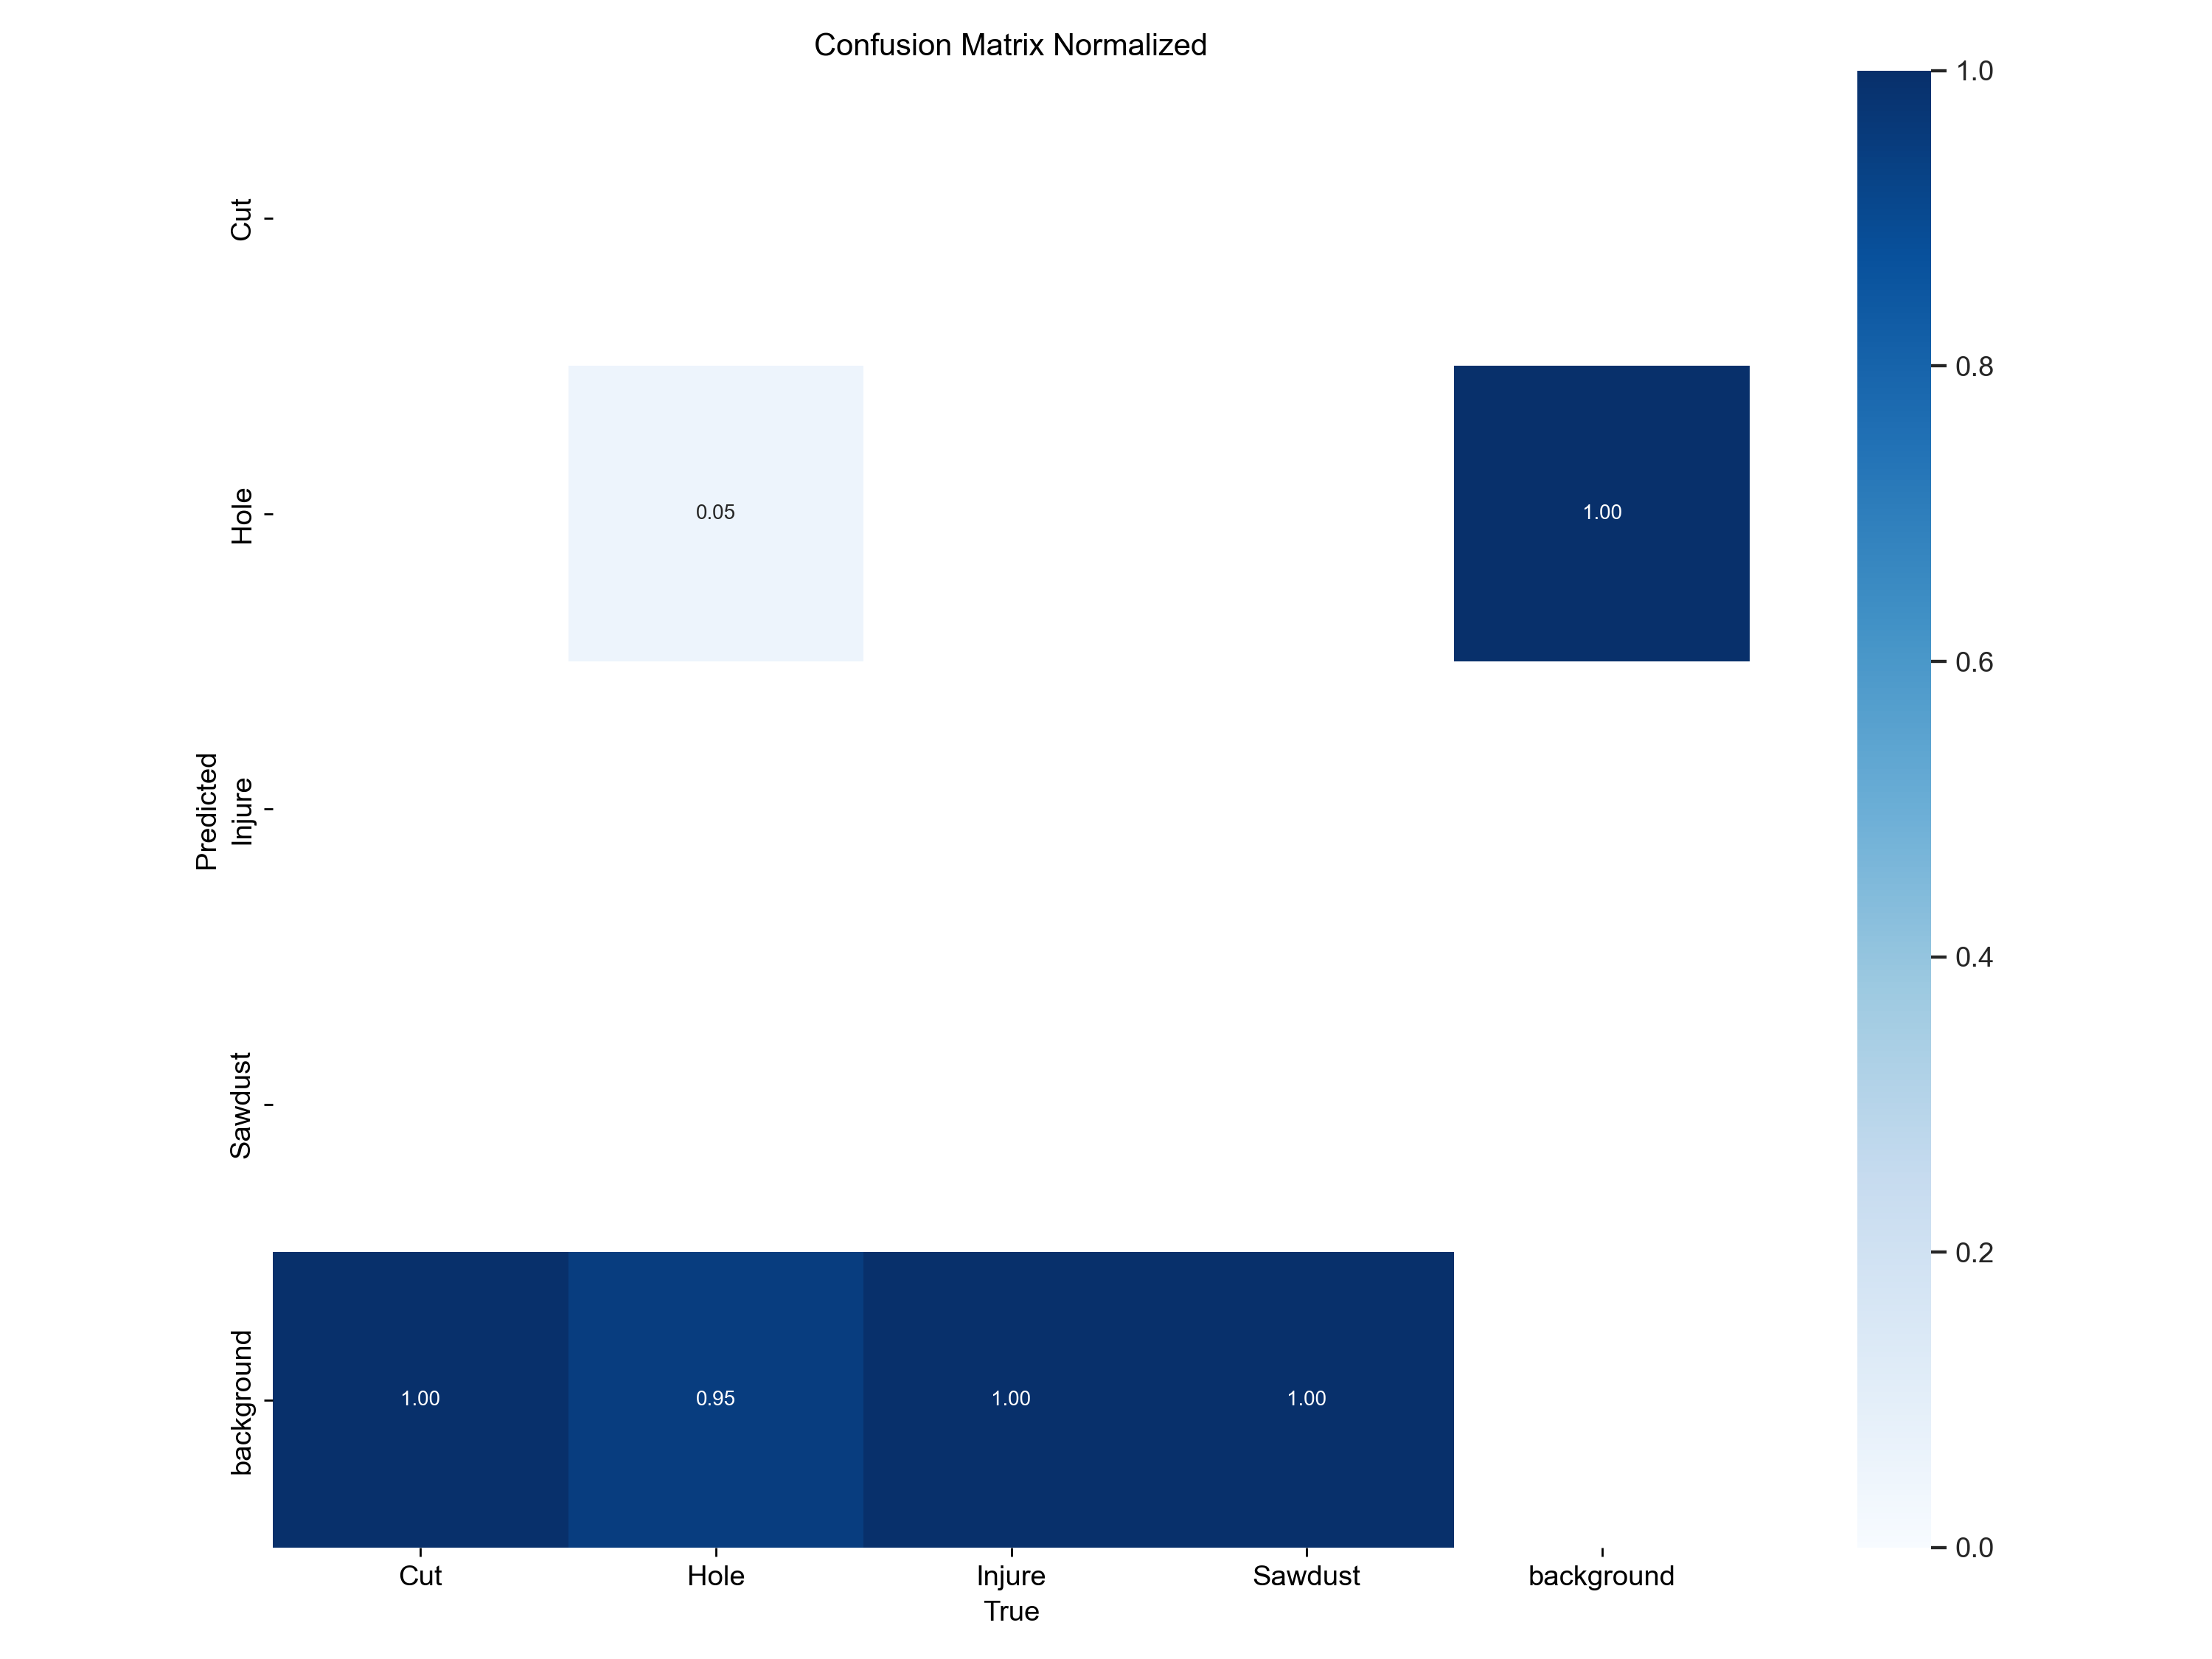 Confusion Matrix Normalized
1.0
Cut
0.8
Hole
0.05
1.00
0.6
Predicted
Injure
0.4
Sawdust
0.2
background
1.00
0.95
1.00
1.00
0.0
Cut
Hole
Injure
Sawdust
background
True